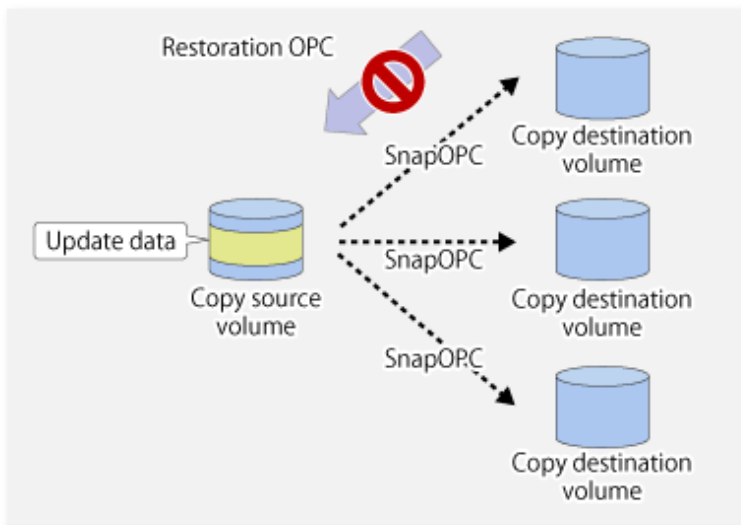 Restoration OPC
Copy destination
volume
SnapOPC
Update data
Copy source
volume
SnapOPC
Copy destination
volume
SnapOPC
Copy destination
volume